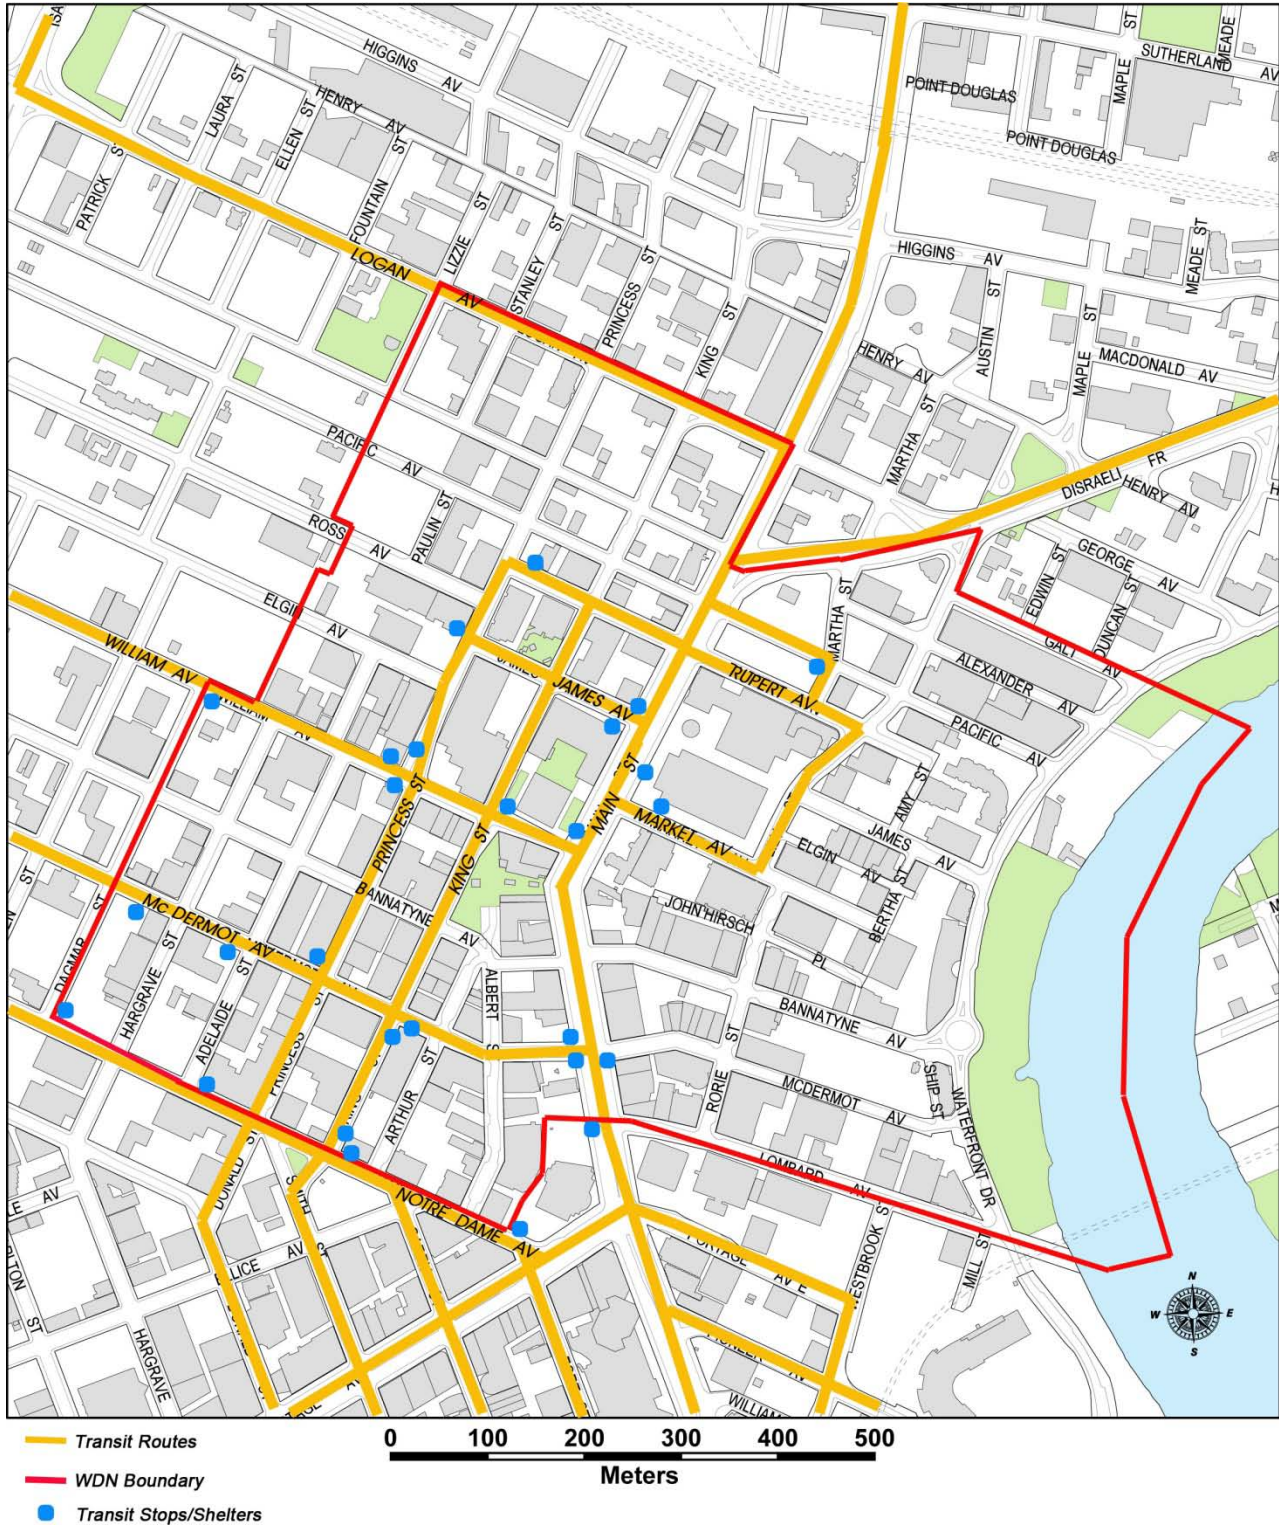 ISA
HIGGINS AV
MAPLE ST
MEADE
SUTHERLAND AV
LAURA ST
HENRY AV
ELLEN ST
POINT DOUGLAS
POINT DOUGLAS
PATRICK ST
FOUNTAIN ST
LIZZIE ST
STANLEY ST
PRINCESS ST
KING ST
HIGGINS AV
MEADE ST
LOGAN AV
AUSTIN ST
MAPLE ST
MACDONALD AV
HENRY AV
MARTHA ST
PACIFIC AV
DISRAELI FR
HENRY AV
PAULIN ST
ROSS AV
GEORGE AV
EDWIN ST
DUNCAN ST
MARTHA ST
ELGIN AV
GALT AV
ALEXANDER AV
WILLIAM AV
WILLIAM AV
JAMES AV
RUPERT AV
PACIFIC AV
MAIN ST
AMY ST
PRINCESS ST
KING ST
MARKET AV
JAMES AV
ELGIN AV
BERTHA ST
BANNATYNE AV
JOHN HIRSCH PL
Mc DERMOT AV
DAGMAR ST
HARGRAVE ST
ADELAIDE ST
ALBERT S
BANNATYNE AV
PRINCESS ST
ARTHUR ST
RORIE ST
MCDERMOT AV
SHIP ST
WATERFRONT DR
DONALD ST
SMITH ST
LOMBARD AV
NOTRE DAME AV
WESTBROOK S
MILL ST
PORTAGE AV E
HARGRAVE
PIONEER AV
WILLIAM
N
W E
S
Transit Routes
WDN Boundary
Transit Stops/Shelters
0 100 200 300 400 500
Meters